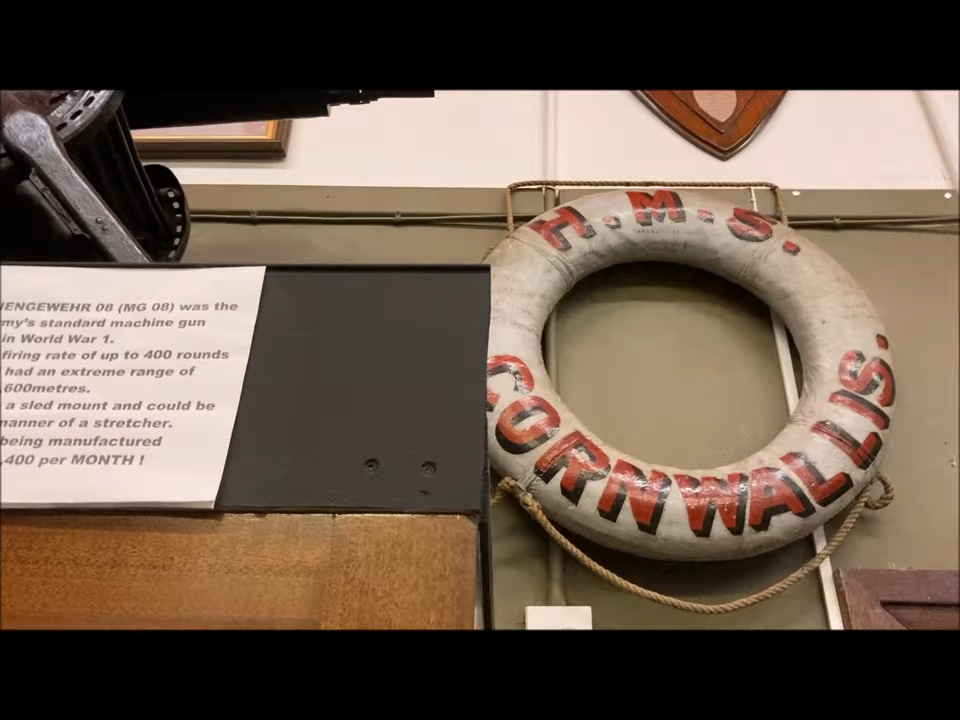 IENGEWEHR 08 (MG 08) was the
my's standard machine gun
in World War 1.
firing rate of up to 400 rounds
had an extreme range of
600metres.
a sled mount and could be
manner of a stretcher.
being manufactured
400 per MONTH !
H.M.S.
CORNWALLIS.